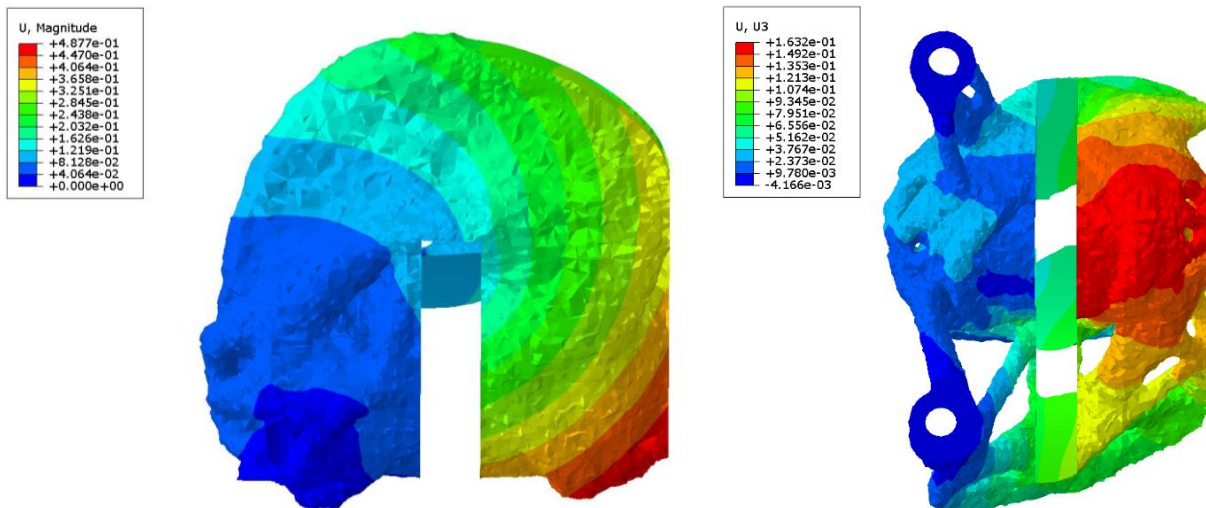 U, Magnitude
+4.877e-01
+4.470e-01
+4.064e-01
+3.658e-01
+3.251e-01
+2.845e-01
+2.438e-01
+2.032e-01
+1.626e-01
+1.219e-01
+8.128e-02
+4.064e-02
+0.000e+00
U, U3
+1.632e-01
+1.492e-01
+1.353e-01
+1.213e-01
+1.074e-01
+9.345e-02
+7.951e-02
+6.556e-02
+5.162e-02
+3.767e-02
+2.373e-02
+9.780e-03
-4.166e-03